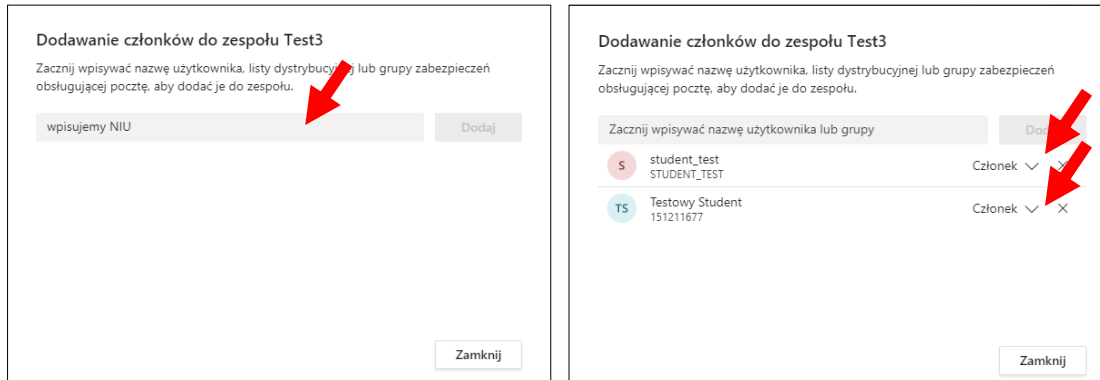 Dodawanie członków do zespołu Test3
Zacznij wpisywać nazwę użytkownika, listy dystrybucyjnej lub grupy zabezpieczeń
obsługującej pocztę, aby dodać je do zespołu.
wpisujemy NIU
Dodaj
Zamknij
Dodawanie członków do zespołu Test3
Zacznij wpisywać nazwę użytkownika, listy dystrybucyjnej lub grupy zabezpieczeń
obsługującej pocztę, aby dodać je do zespołu.
Zacznij wpisywać nazwę użytkownika lub grupy
S
student_test
STUDENT_TEST
Członek
TS
Testowy Student
151211677
Członek
Zamknij